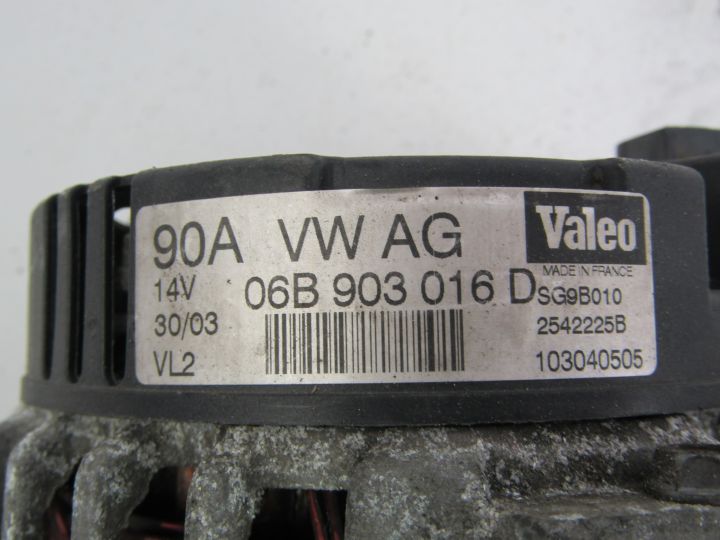 90A VW AG
Valeo
MADE IN FRANCE
14V 06B 903 016 D SG9B010
30/03 2542225B
VL2 103040505